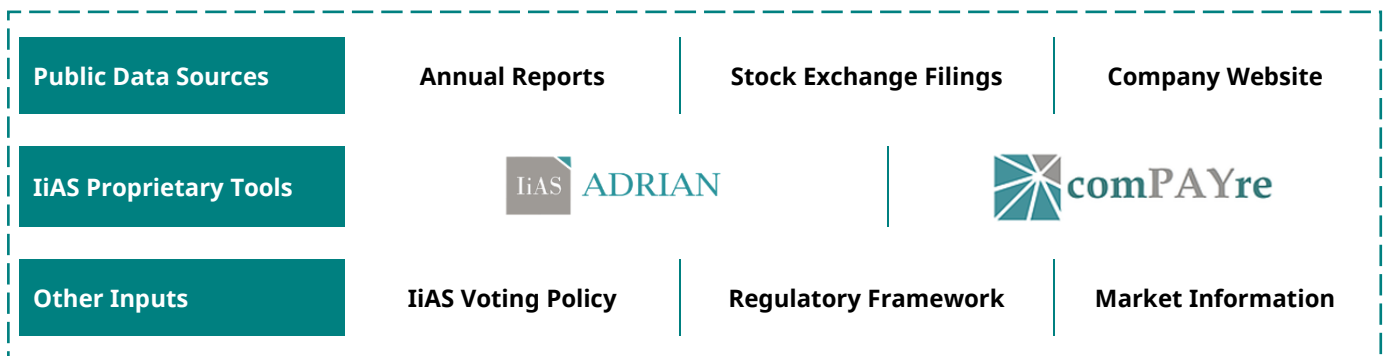 Public Data Sources Annual Reports Stock Exchange Filings Company Website
IiAS Proprietary Tools IiAS ADRIAN comPAYre
Other Inputs IiAS Voting Policy Regulatory Framework Market Information